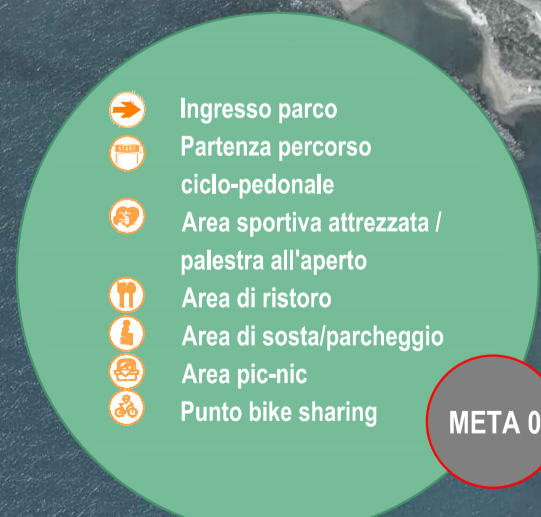 Ingresso parco
START
Partenza percorso
ciclo-pedonale
Area sportiva attrezzata /
palestra all'aperto
Area di ristoro
Area di sosta/parcheggio
Area pic-nic
Punto bike sharing
META 0